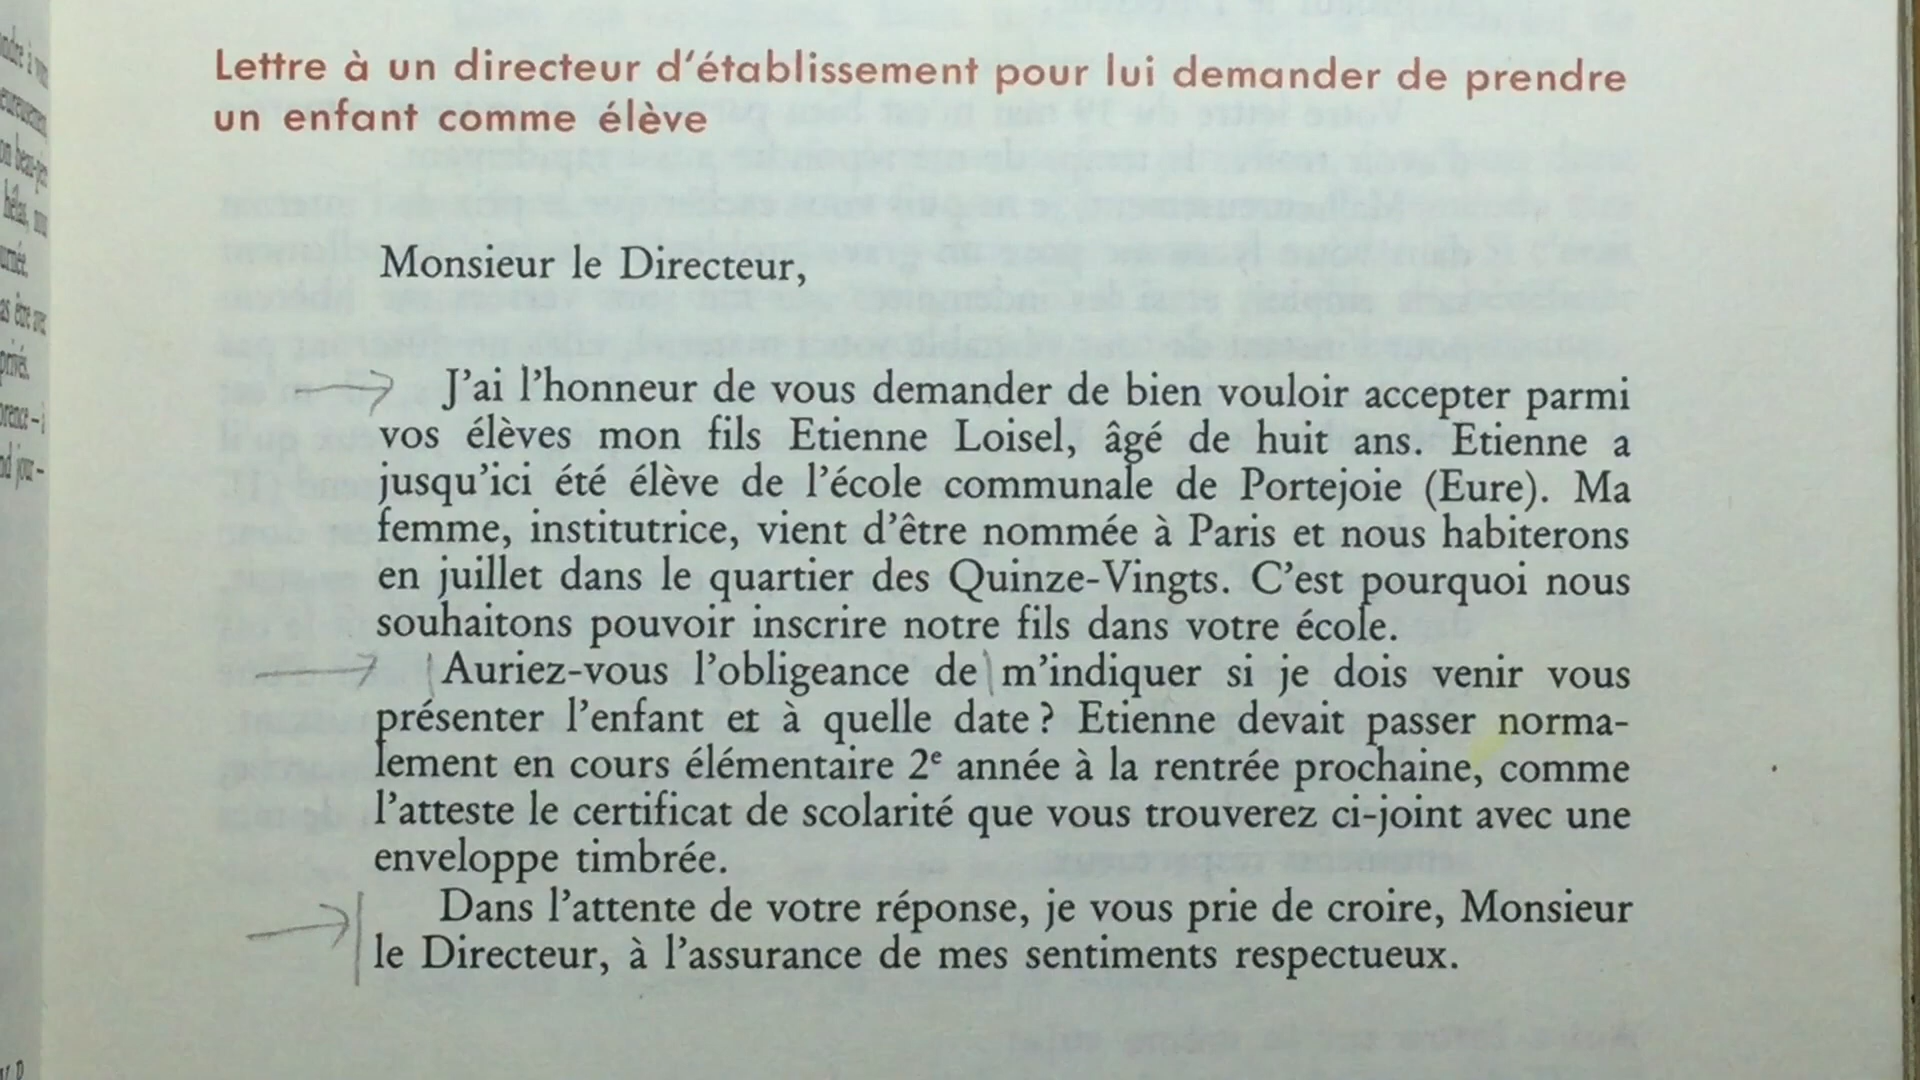 Lettre à un directeur d'établissement pour lui demander de prendre
un enfant comme élève
Monsieur le Directeur,
J'ai l'honneur de vous demander de bien vouloir accepter parmi
vos élèves mon fils Etienne Loisel, âgé de huit ans. Etienne a
jusqu'ici été élève de l'école communale de Portejoie (Eure). Ma
femme, institutrice, vient d'être nommée à Paris et nous habiterons
en juillet dans le quartier des Quinze-Vingts. C'est pourquoi nous
souhaitons pouvoir inscrire notre fils dans votre école.
Auriez-vous l'obligeance de m'indiquer si je dois venir vous
présenter l'enfant et à quelle date ? Etienne devait passer norma-
lement en cours élémentaire 2e année à la rentrée prochaine, comme
l'atteste le certificat de scolarité que vous trouverez ci-joint avec une
enveloppe timbrée.
Dans l'attente de votre réponse, je vous prie de croire, Monsieur
le Directeur, à l'assurance de mes sentiments respectueux.